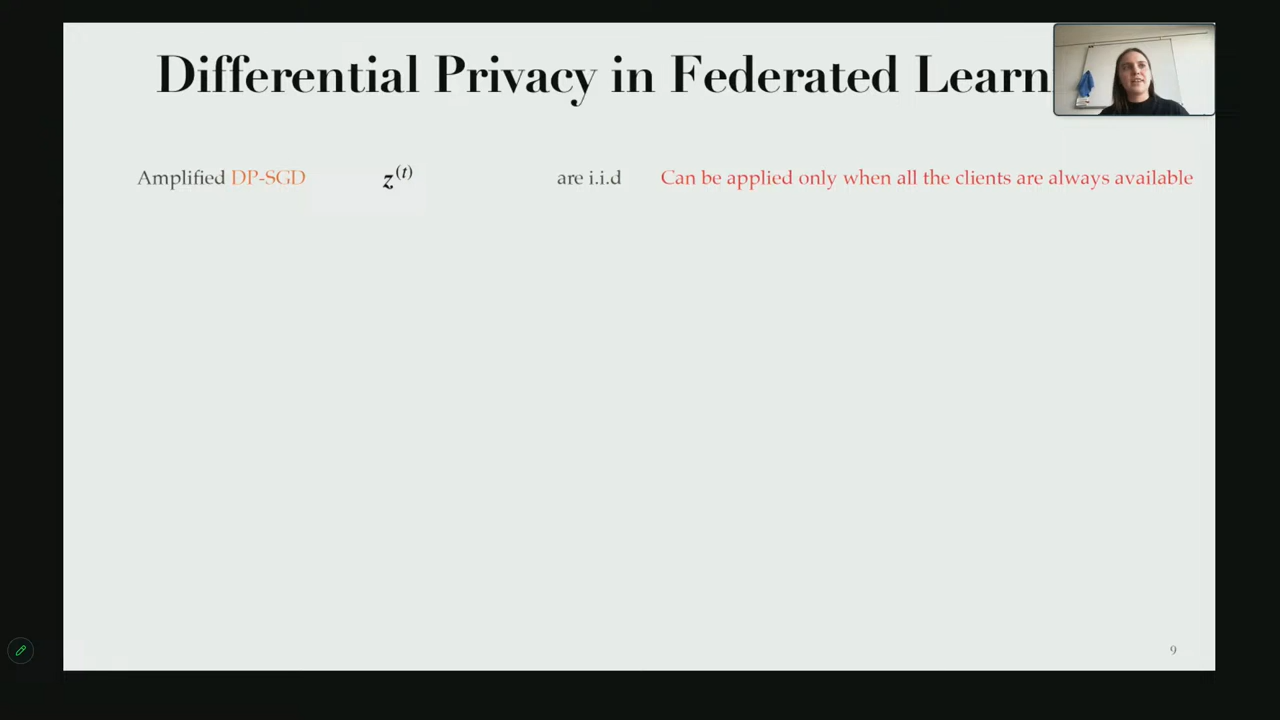 Differential Privacy in Federated Learn
Amplified DP-SGD z^(t) are i.i.d Can be applied only when all the clients are always available
9